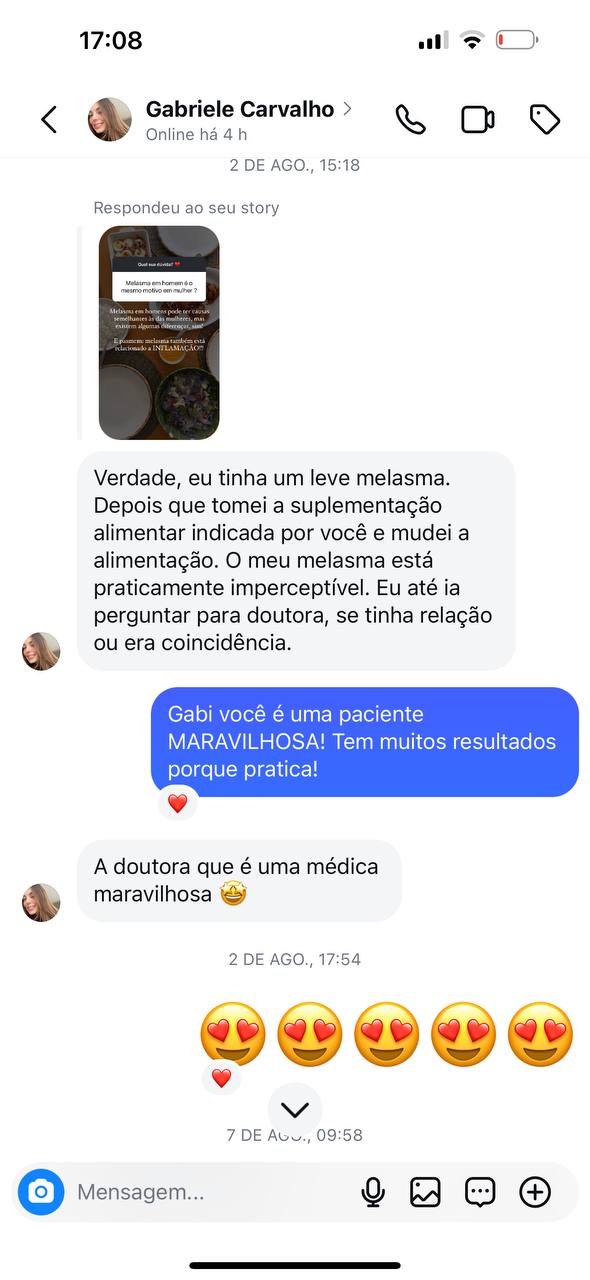 17:08
Gabriele Carvalho
Online há 4 h
2 DE AGO., 15:18
Respondeu ao seu story
Qual sua dúvida? ❤️
Melasma em homem é o
mesmo motivo em mulher ?
Melasma em homens pode ter causas
semelhantes às das mulheres, mas
existem algumas diferenças, sim!
E pasmem: melasma também está
relacionado a INFLAMAÇÃO!!!
Verdade, eu tinha um leve melasma.
Depois que tomei a suplementação
alimentar indicada por você e mudei a
alimentação. O meu melasma está
praticamente imperceptível. Eu até ia
perguntar para doutora, se tinha relação
ou era coincidência.
Gabi você é uma paciente
MARAVILHOSA! Tem muitos resultados
porque pratica!
❤️
A doutora que é uma médica
maravilhosa 🤩
2 DE AGO., 17:54
😍😍😍😍😍
❤️
7 DE AGO., 09:58
Mensagem...